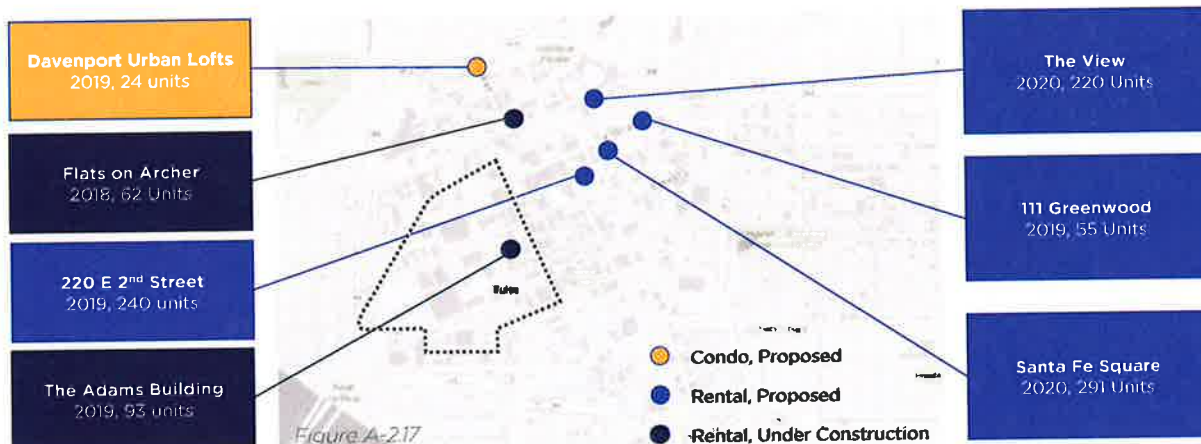 Davenport Urban Lofts
2019, 24 units
Flats on Archer
2018, 62 Units
220 E 2nd Street
2019, 240 units
The Adams Building
2019, 93 units
The View
2020, 220 Units
111 Greenwood
2019, 55 Units
Santa Fe Square
2020, 291 Units
Tulsa
Condo, Proposed
Rental, Proposed
Rental, Under Construction
Figure A-2.17